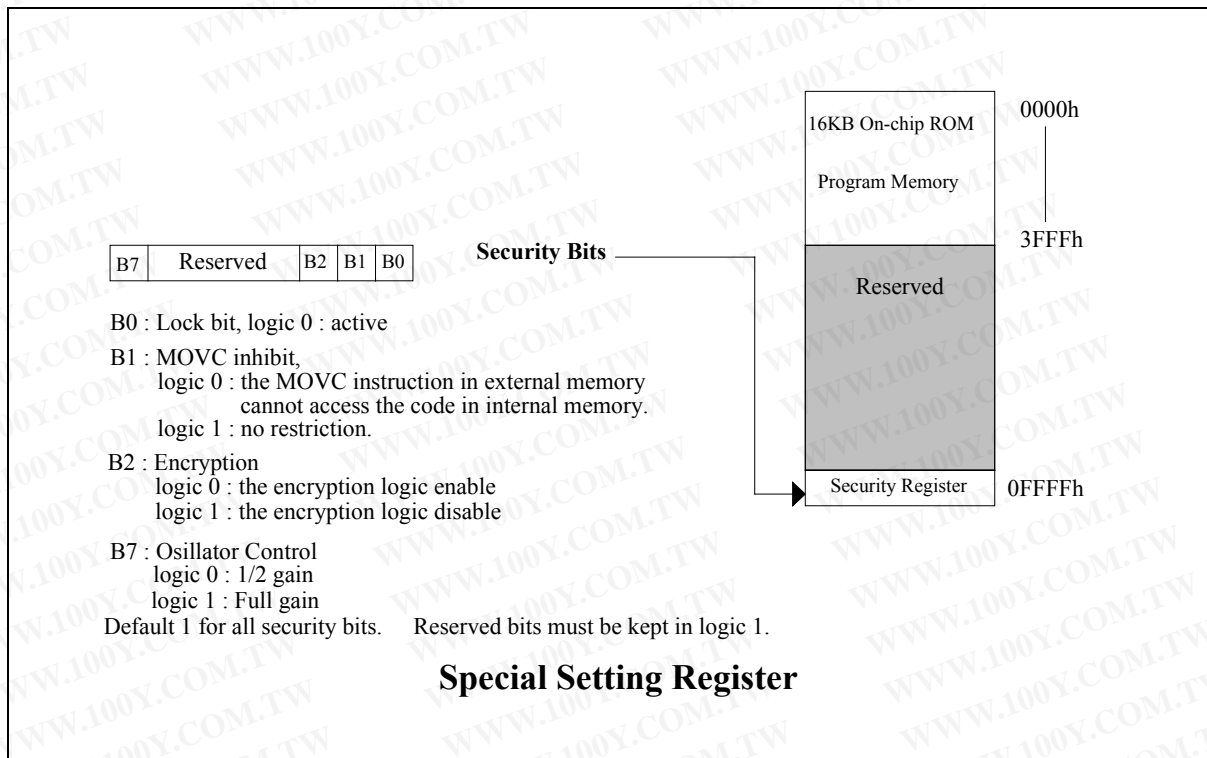 16KB On-chip ROM
Program Memory
0000h
3FFFh
Reserved
Security Register
0FFFFh
B7 Reserved B2 B1 B0
Security Bits
B0 : Lock bit, logic 0 : active
B1 : MOVC inhibit,
logic 0 : the MOVC instruction in external memory
cannot access the code in internal memory.
logic 1 : no restriction.
B2 : Encryption
logic 0 : the encryption logic enable
logic 1 : the encryption logic disable
B7 : Osillator Control
logic 0 : 1/2 gain
logic 1 : Full gain
Default 1 for all security bits. Reserved bits must be kept in logic 1.
Special Setting Register
WWW.100Y.COM.TW